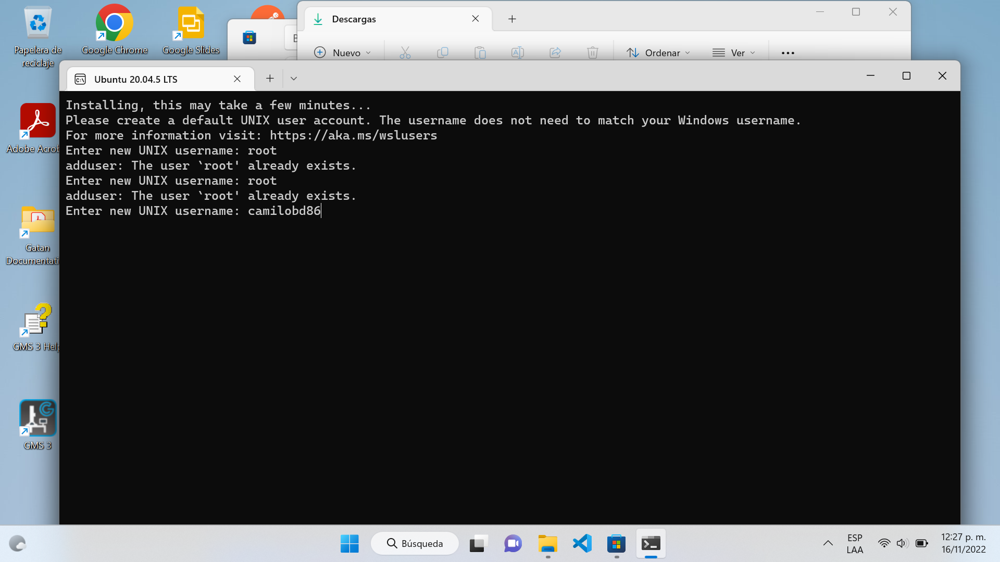 Papelera de
reciclaje
Google Chrome
Google Slides
Descargas
Nuevo
Ordenar
Ver
Ubuntu 20.04.5 LTS
Installing, this may take a few minutes...
Please create a default UNIX user account. The username does not need to match your Windows username.
For more information visit: https://aka.ms/wslusers
Enter new UNIX username: root
adduser: The user `root' already exists.
Enter new UNIX username: root
adduser: The user `root' already exists.
Enter new UNIX username: camilobd86
Adobe Acrob
Gatan
Documentati
GMS 3 Help
GMS 3
Búsqueda
ESP
LAA
12:27 p. m.
16/11/2022